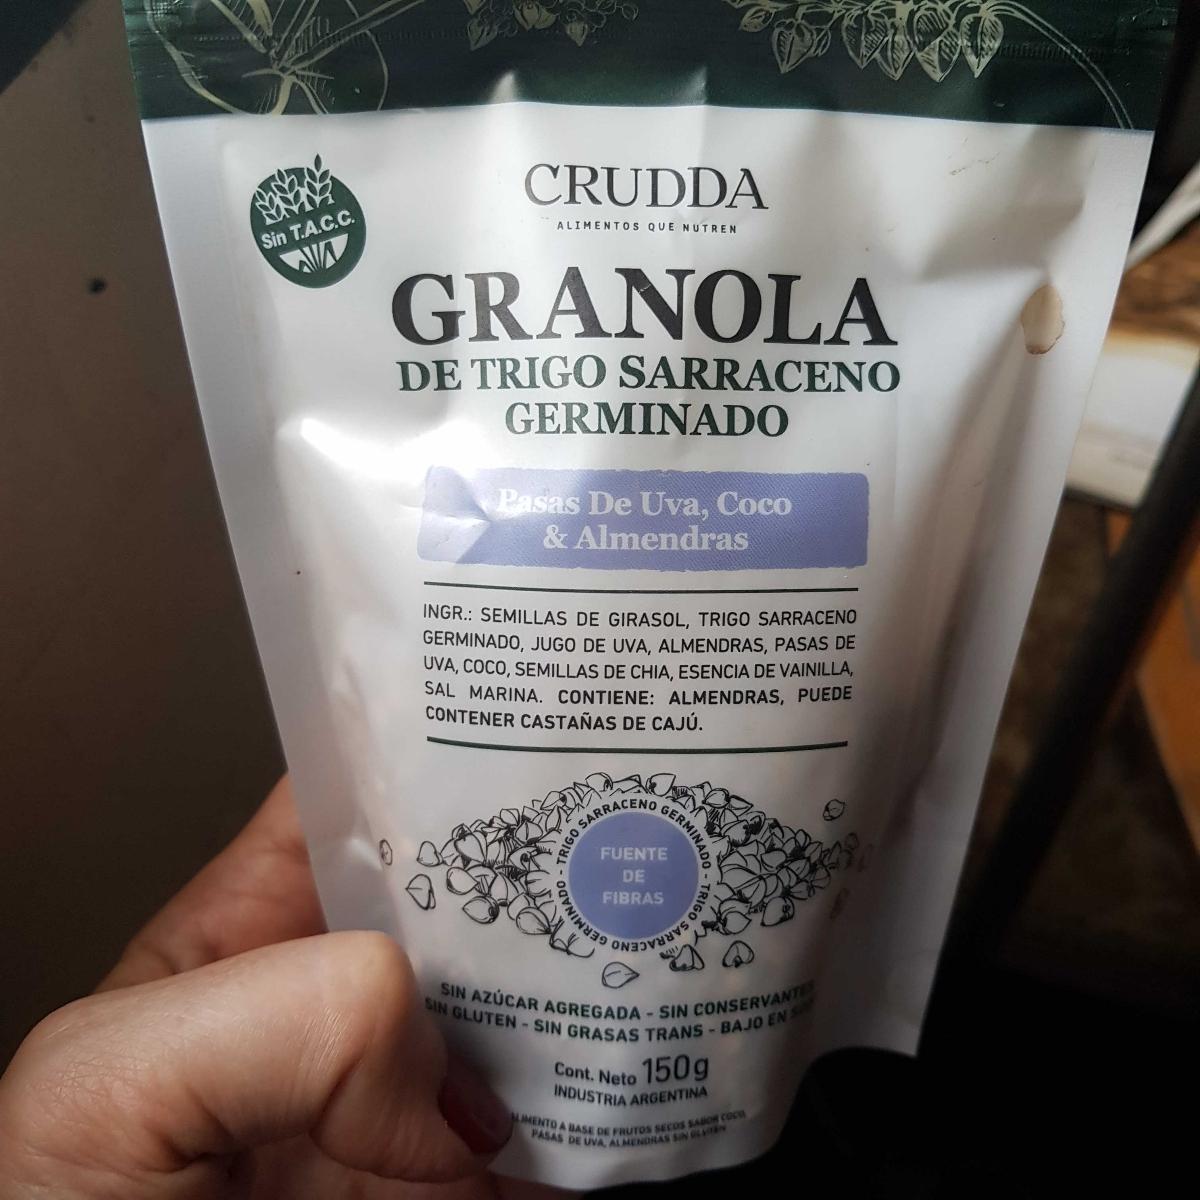 Sin T.A.C.C.
CRUDDA
ALIMENTOS QUE NUTREN
GRANOLA
DE TRIGO SARRACENO
GERMINADO
Pasas De Uva, Coco
& Almendras
INGR.: SEMILLAS DE GIRASOL, TRIGO SARRACENO
GERMINADO, JUGO DE UVA, ALMENDRAS, PASAS DE
UVA, COCO, SEMILLAS DE CHIA, ESENCIA DE VAINILLA,
SAL MARINA. CONTIENE: ALMENDRAS, PUEDE
CONTENER CASTAÑAS DE CAJÚ.
TRIGO SARRACENO GERMINADO - TRIGO SARRACENO GERMINADO -
FUENTE
DE
FIBRAS
SIN AZÚCAR AGREGADA - SIN CONSERVANTES
SIN GLUTEN - SIN GRASAS TRANS - BAJO EN
Cont. Neto 150g
INDUSTRIA ARGENTINA
ALIMENTO A BASE DE FRUTOS SECOS SABOR COCO,
PASAS DE UVA, ALMENDRAS SIN GLUTEN